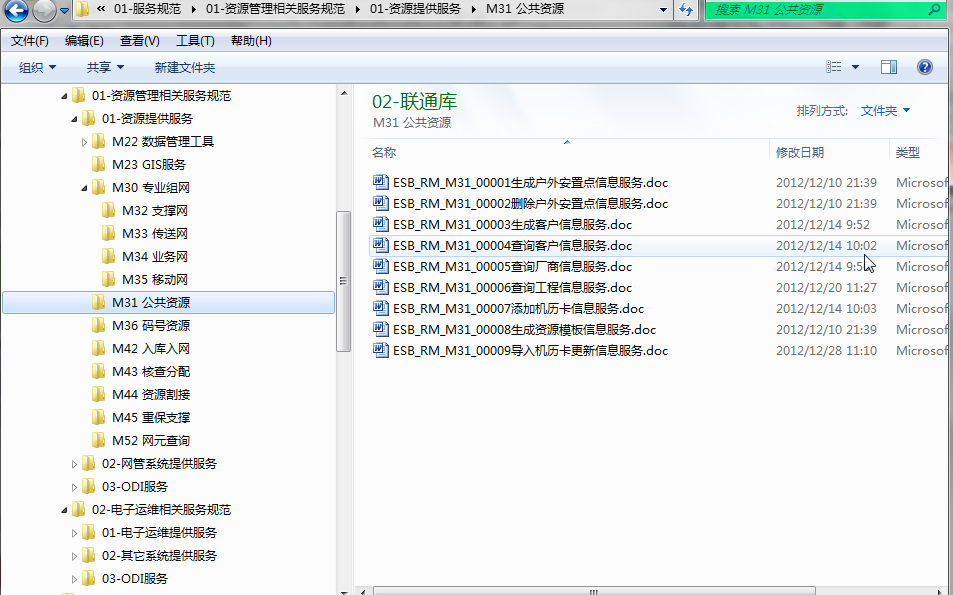 « 01-服务规范 ▸ 01-资源管理相关服务规范 ▸ 01-资源提供服务 ▸ M31 公共资源
搜索 M31 公共资源
文件(F) 编辑(E) 查看(V) 工具(T) 帮助(H)
组织 共享 新建文件夹
01-资源管理相关服务规范
01-资源提供服务
M22 数据管理工具
M23 GIS服务
M30 专业组网
M32 支撑网
M33 传送网
M34 业务网
M35 移动网
M31 公共资源
M36 码号资源
M42 入库入网
M43 核查分配
M44 资源割接
M45 重保支撑
M52 网元查询
02-网管系统提供服务
03-ODI服务
02-电子运维相关服务规范
01-电子运维提供服务
02-其它系统提供服务
03-ODI服务
02-联通库
M31 公共资源
排列方式: 文件夹
名称 修改日期 类型
ESB_RM_M31_00001生成户外安置点信息服务.doc 2012/12/10 21:39 Microsof
ESB_RM_M31_00002删除户外安置点信息服务.doc 2012/12/10 21:39 Microsof
ESB_RM_M31_00003生成客户信息服务.doc 2012/12/14 9:52 Microsof
ESB_RM_M31_00004查询客户信息服务.doc 2012/12/14 10:02 Microsof
ESB_RM_M31_00005查询厂商信息服务.doc 2012/12/14 9:5 Microsof
ESB_RM_M31_00006查询工程信息服务.doc 2012/12/20 11:27 Microsof
ESB_RM_M31_00007添加机历卡信息服务.doc 2012/12/14 10:03 Microsof
ESB_RM_M31_00008生成资源模板信息服务.doc 2012/12/10 21:39 Microsof
ESB_RM_M31_00009导入机历卡更新信息服务.doc 2012/12/28 11:10 Microsof